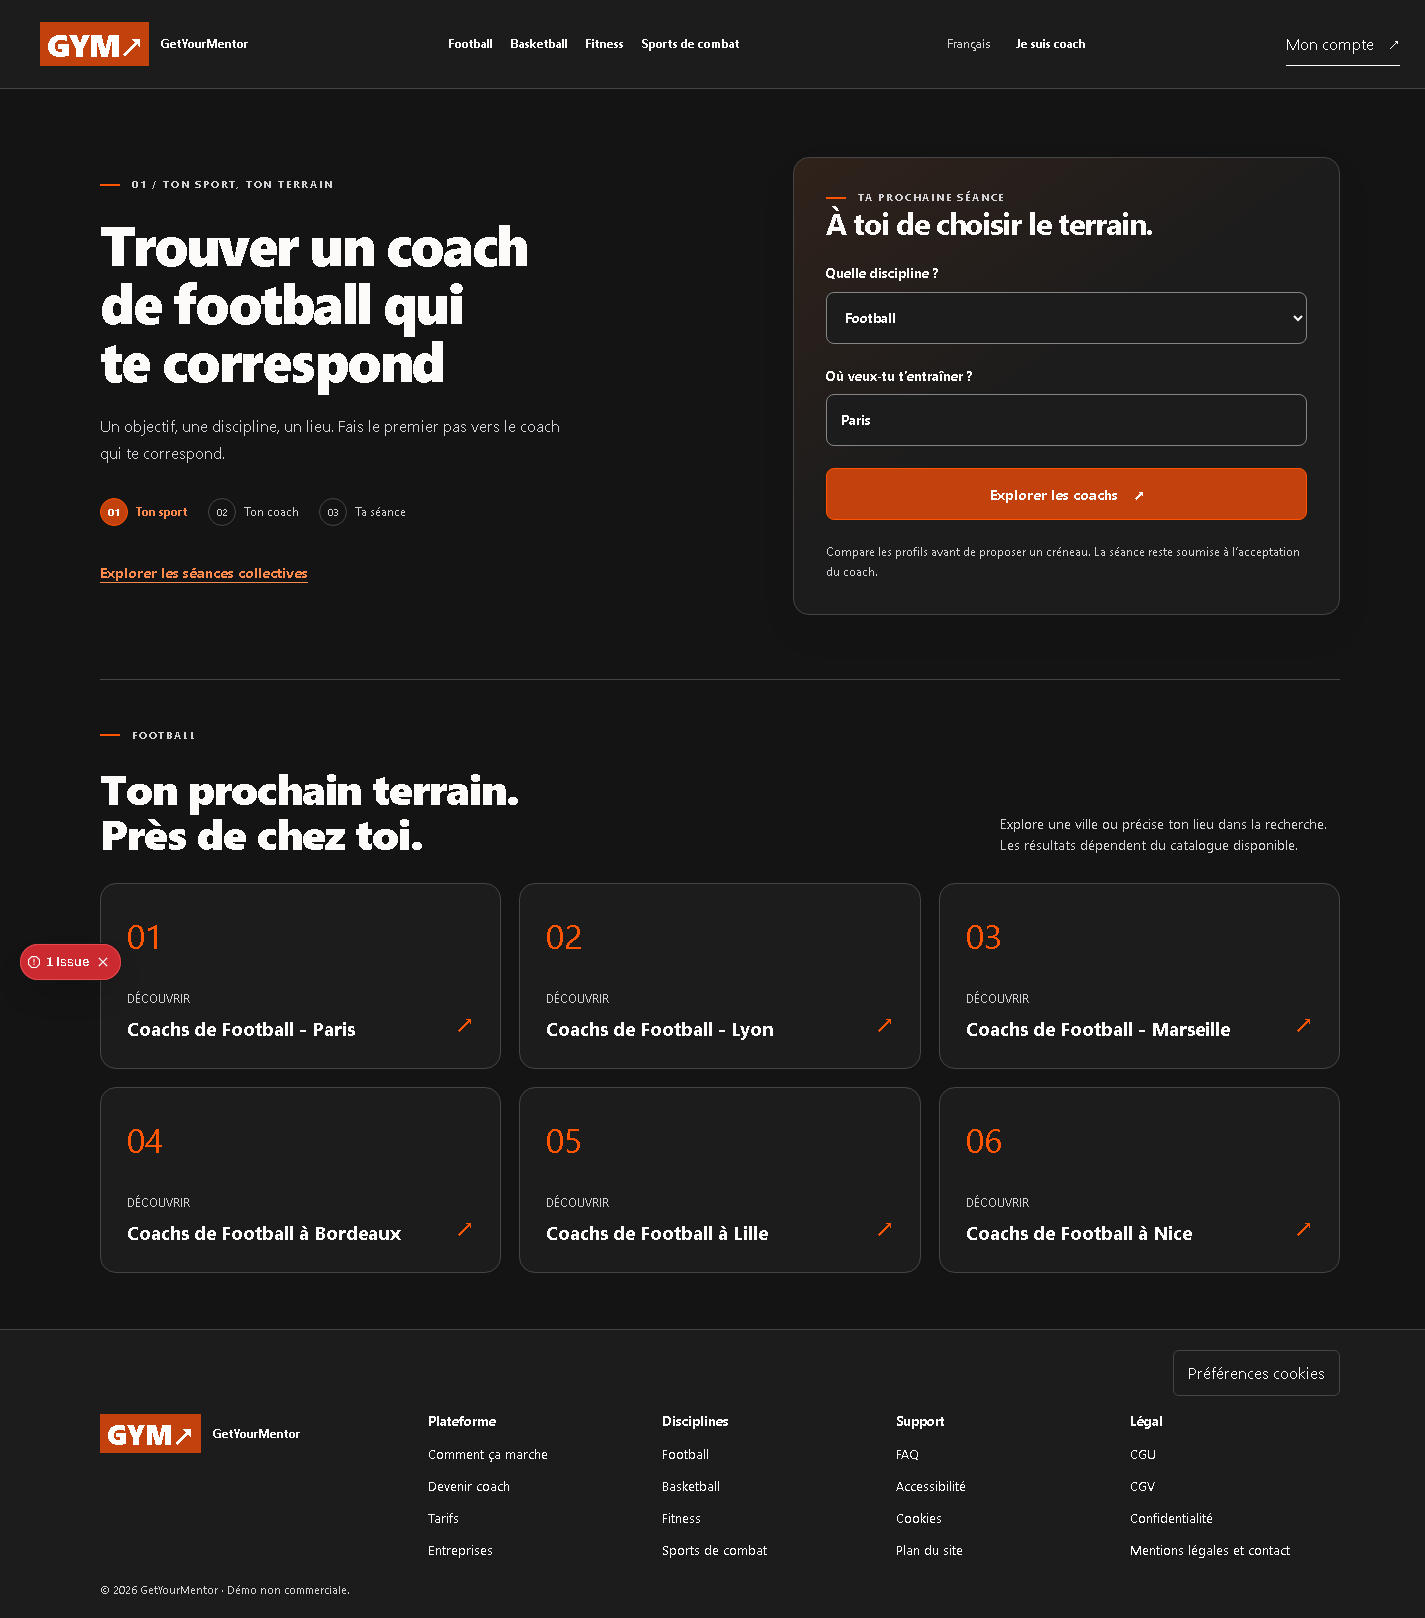 GYM↗ GetYourMentor
Football Basketball Fitness Sports de combat
Français Je suis coach
Mon compte ↗
01 / TON SPORT, TON TERRAIN
Trouver un coach
de football qui
te correspond
Un objectif, une discipline, un lieu. Fais le premier pas vers le coach
qui te correspond.
01 Ton sport 02 Ton coach 03 Ta séance
Explorer les séances collectives
TA PROCHAINE SÉANCE
À toi de choisir le terrain.
Quelle discipline ?
Football
Où veux-tu t'entraîner ?
Paris
Explorer les coachs ↗
Compare les profils avant de proposer un créneau. La séance reste soumise à l'acceptation
du coach.
FOOTBALL
Ton prochain terrain.
Près de chez toi.
Explore une ville ou précise ton lieu dans la recherche.
Les résultats dépendent du catalogue disponible.
01
DÉCOUVRIR
Coachs de Football - Paris ↗
02
DÉCOUVRIR
Coachs de Football - Lyon ↗
03
DÉCOUVRIR
Coachs de Football - Marseille ↗
1 Issue
04
DÉCOUVRIR
Coachs de Football à Bordeaux ↗
05
DÉCOUVRIR
Coachs de Football à Lille ↗
06
DÉCOUVRIR
Coachs de Football à Nice ↗
Préférences cookies
GYM↗ GetYourMentor
Plateforme
Comment ça marche
Devenir coach
Tarifs
Entreprises
Disciplines
Football
Basketball
Fitness
Sports de combat
Support
FAQ
Accessibilité
Cookies
Plan du site
Légal
CGU
CGV
Confidentialité
Mentions légales et contact
© 2026 GetYourMentor · Démo non commerciale.